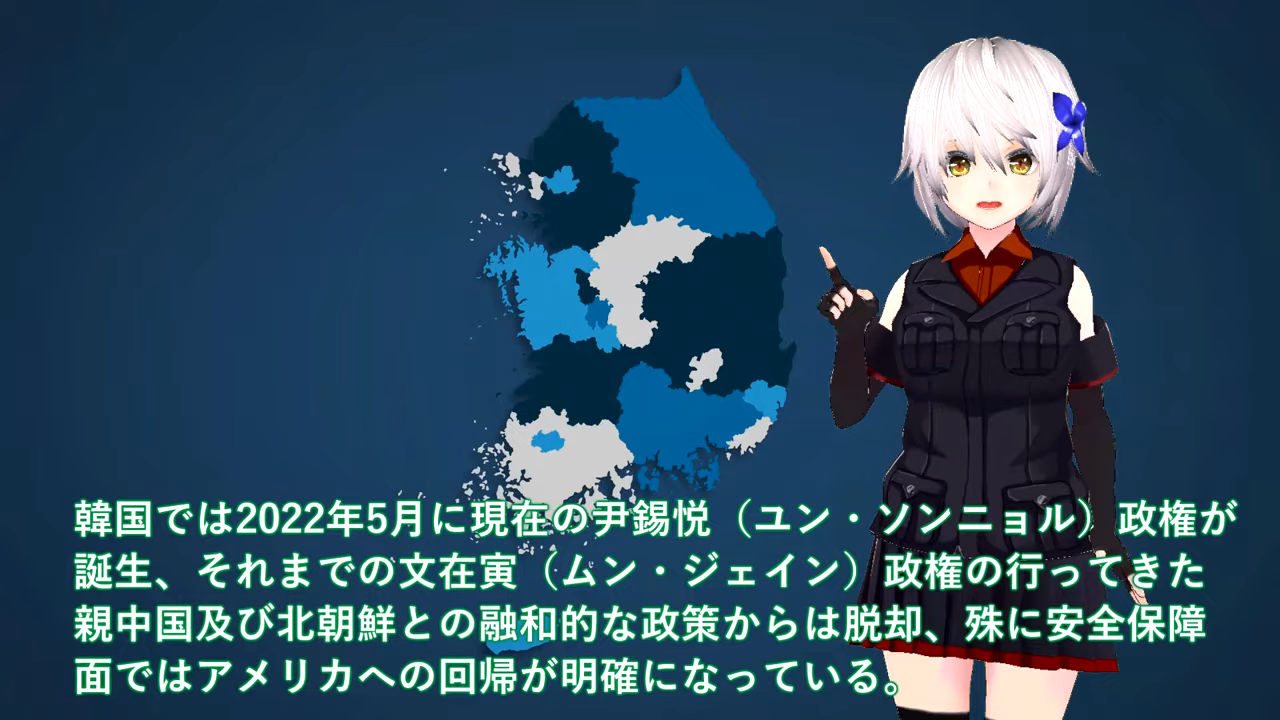 韓国では2022年5月に現在の尹錫悦（ユン・ソンニョル）政権が
誕生、それまでの文在寅（ムン・ジェイン）政権の行ってきた
親中国及び北朝鮮との融和的な政策からは脱却、殊に安全保障
面ではアメリカへの回帰が明確になっている。